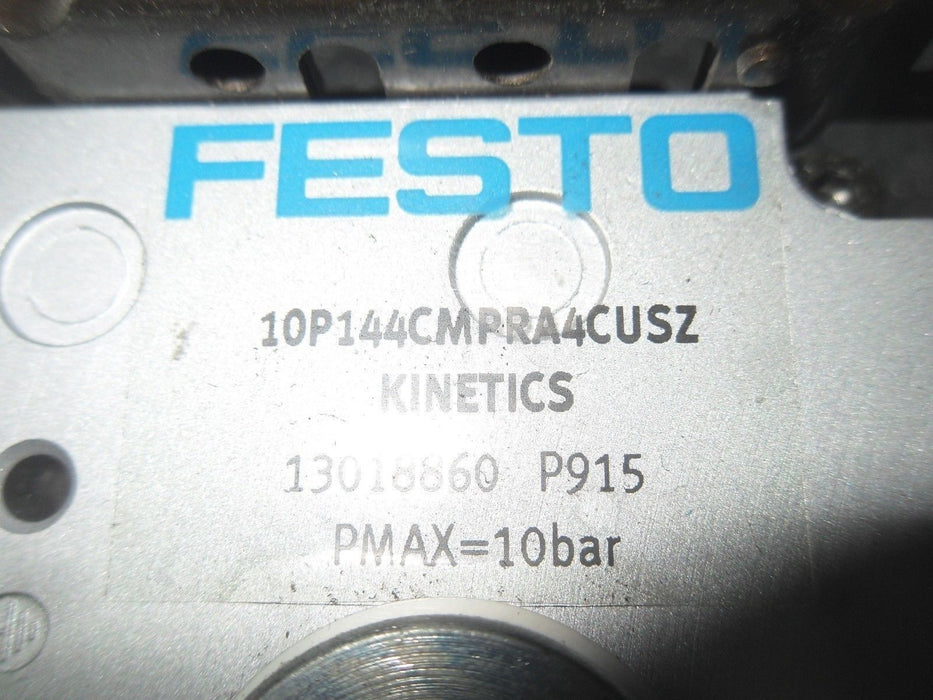 FESTO
10P144CMPRA4CUSZ
KINETICS
13018860 P915
PMAX=10bar